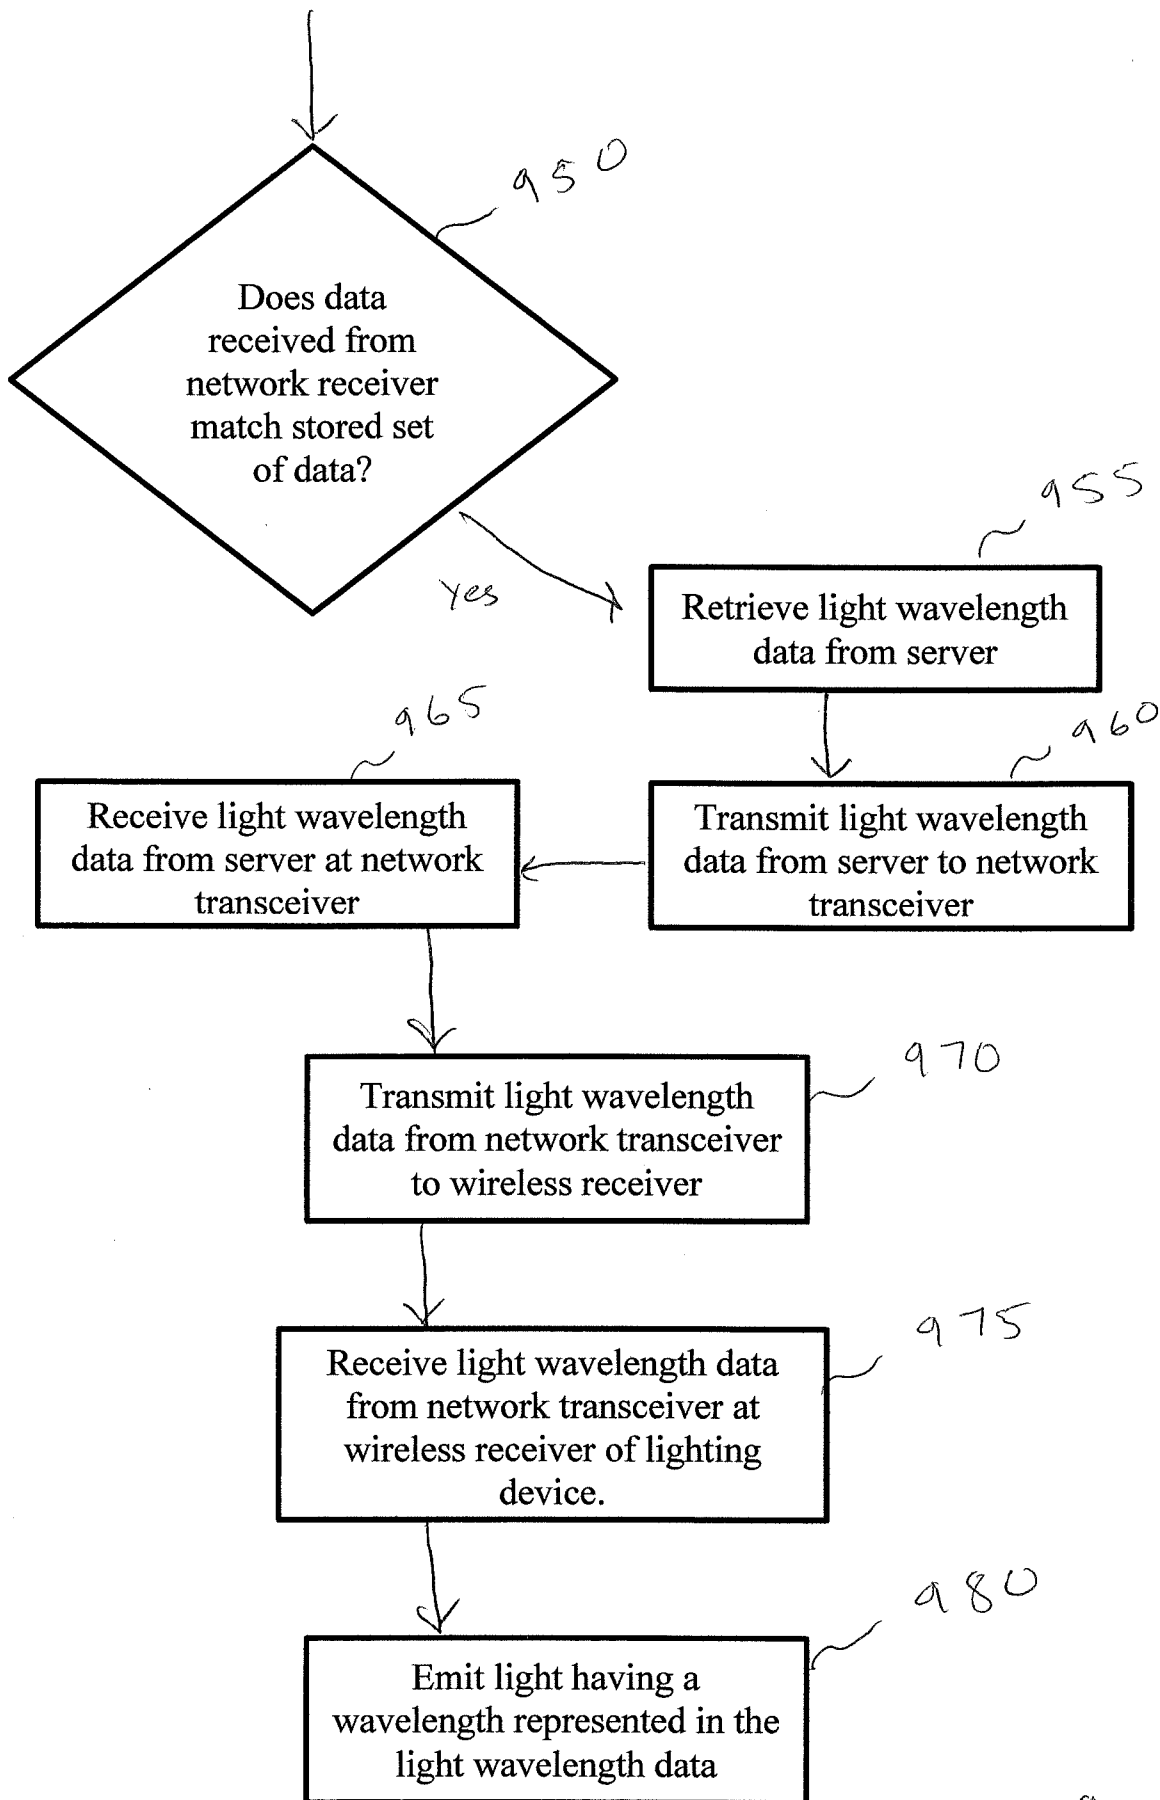 950
Does data
received from
network receiver
match stored set
of data?
Yes
955
Retrieve light wavelength
data from server
960
Transmit light wavelength
data from server to network
transceiver
965
Receive light wavelength
data from server at network
transceiver
970
Transmit light wavelength
data from network transceiver
to wireless receiver
975
Receive light wavelength data
from network transceiver at
wireless receiver of lighting
device.
980
Emit light having a
wavelength represented in the
light wavelength data